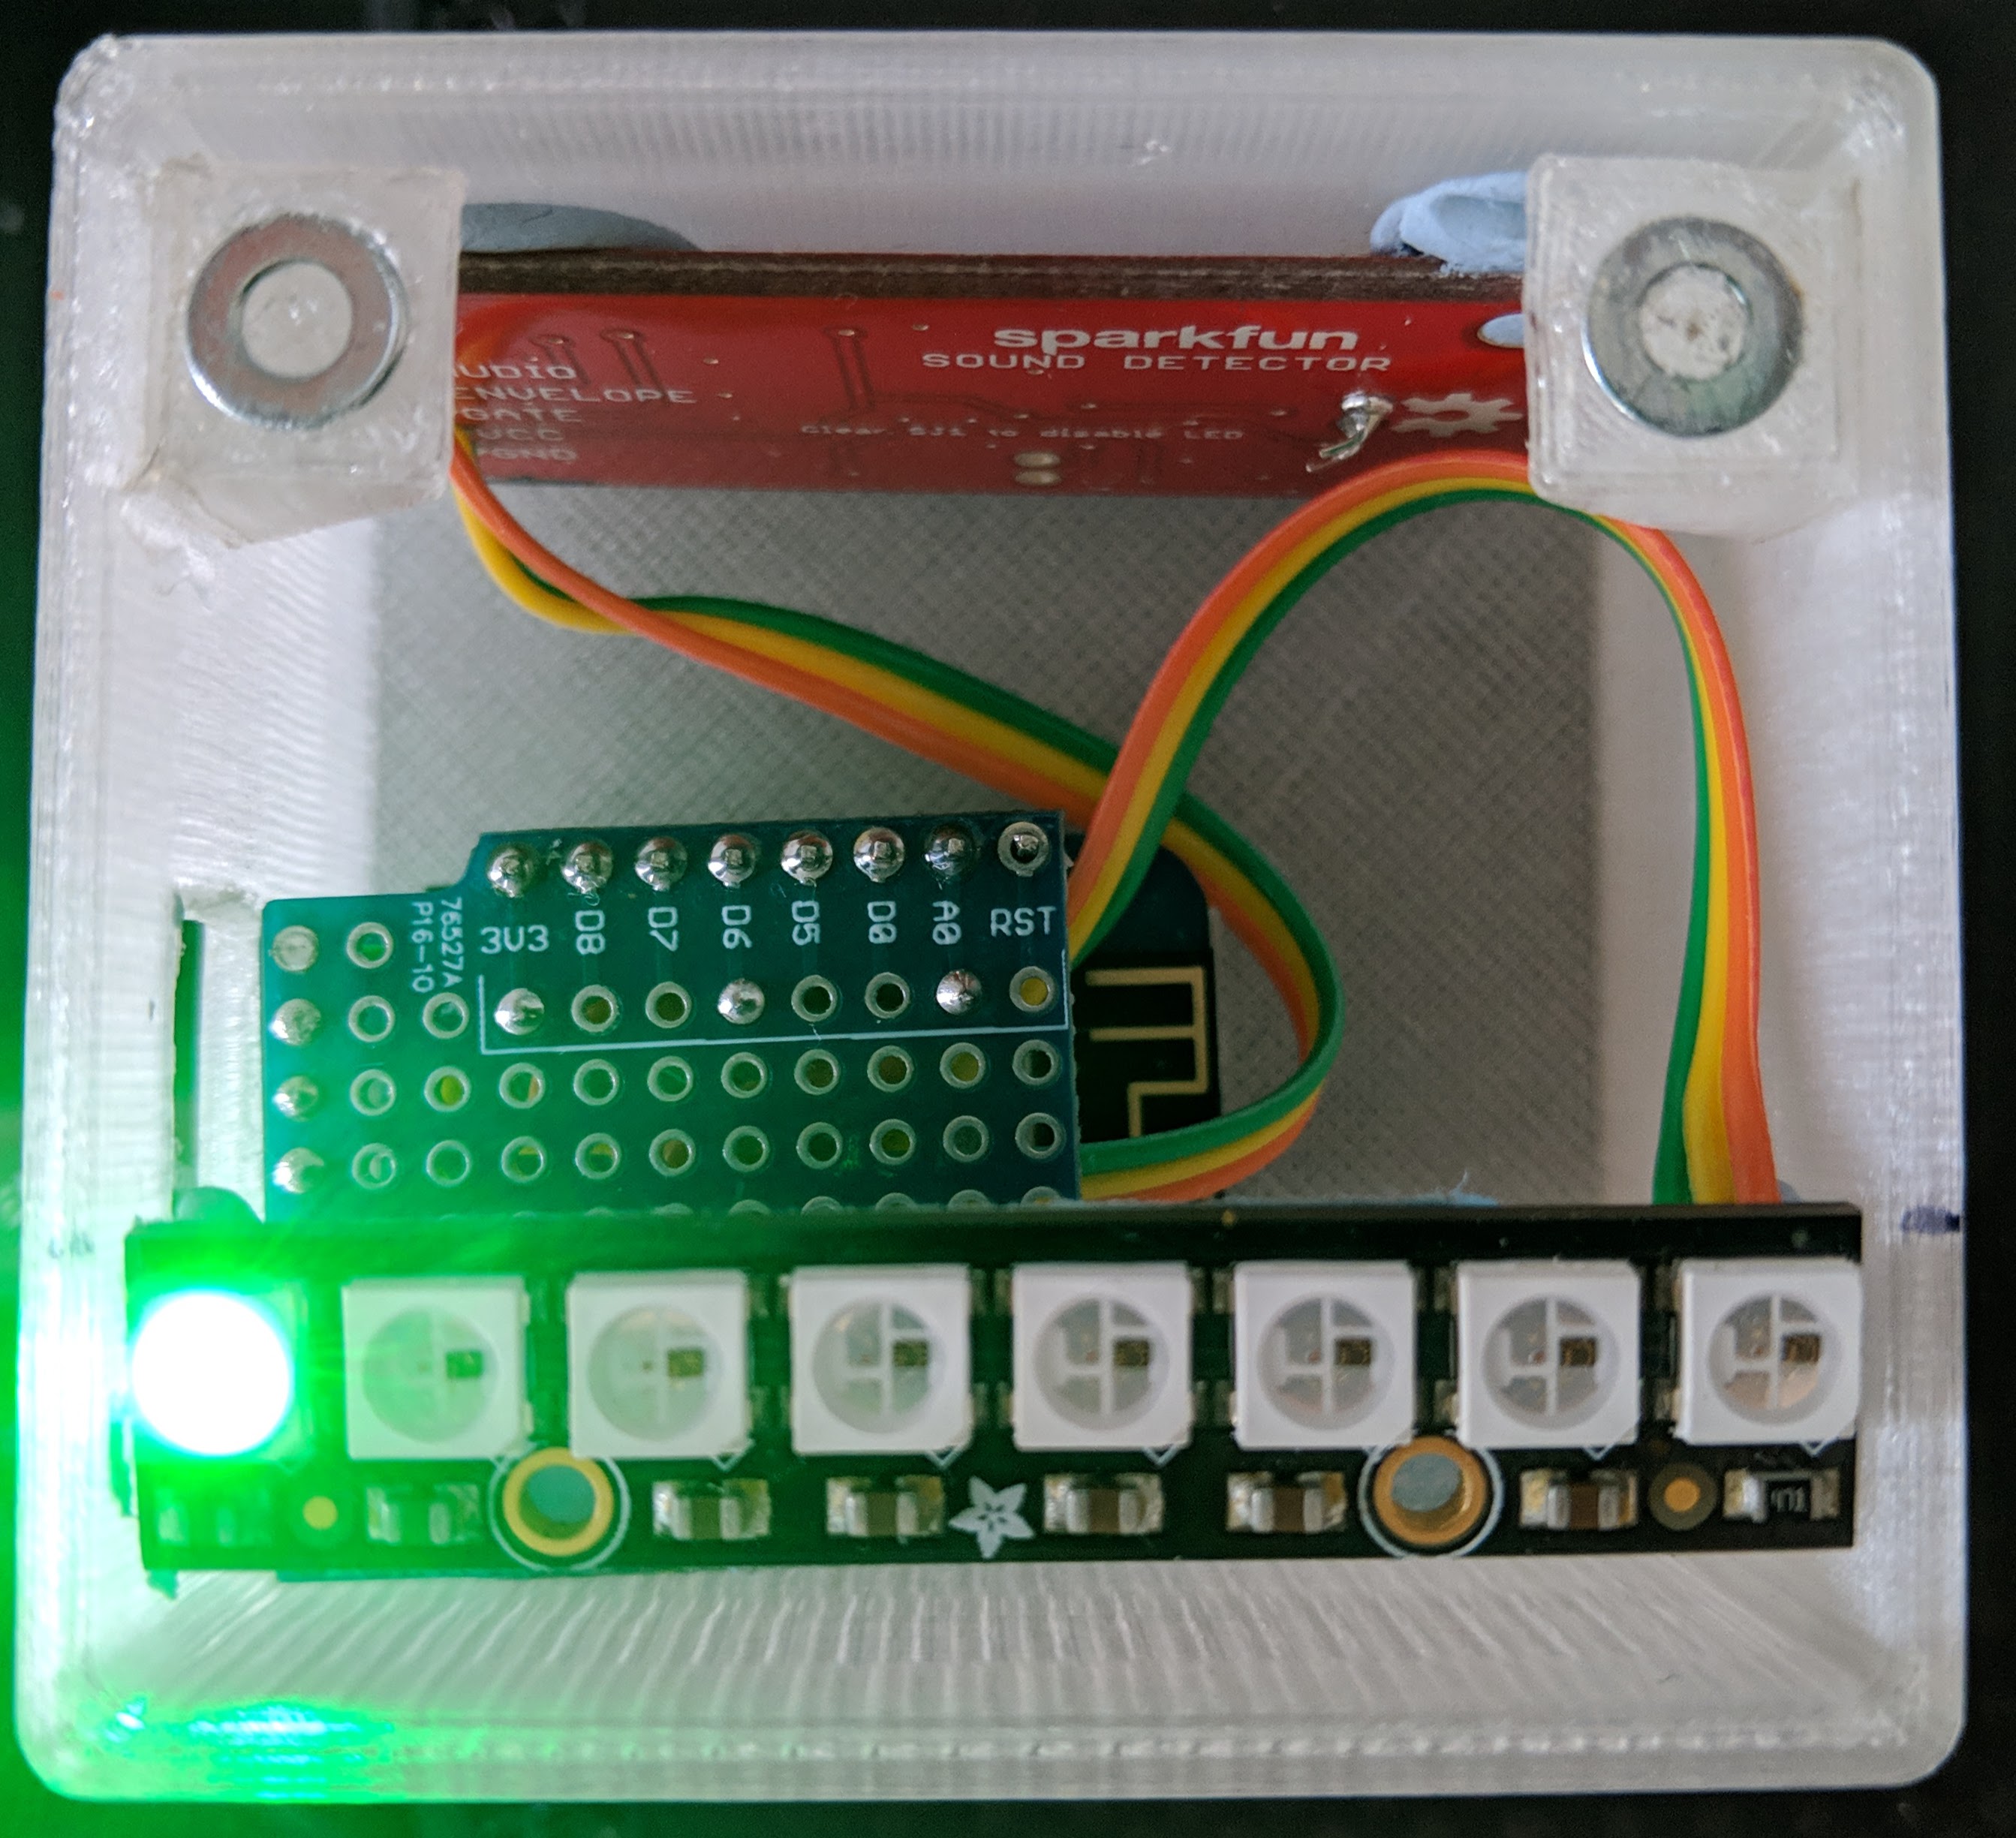 sparkfun
SOUND DETECTOR
UDIO
ENVELOPE
GATE
VCC
GND
Clear SJ1 to disable LED
76527A
P16-10
3V3
D8
D7
D6
D5
D0
A0
RST